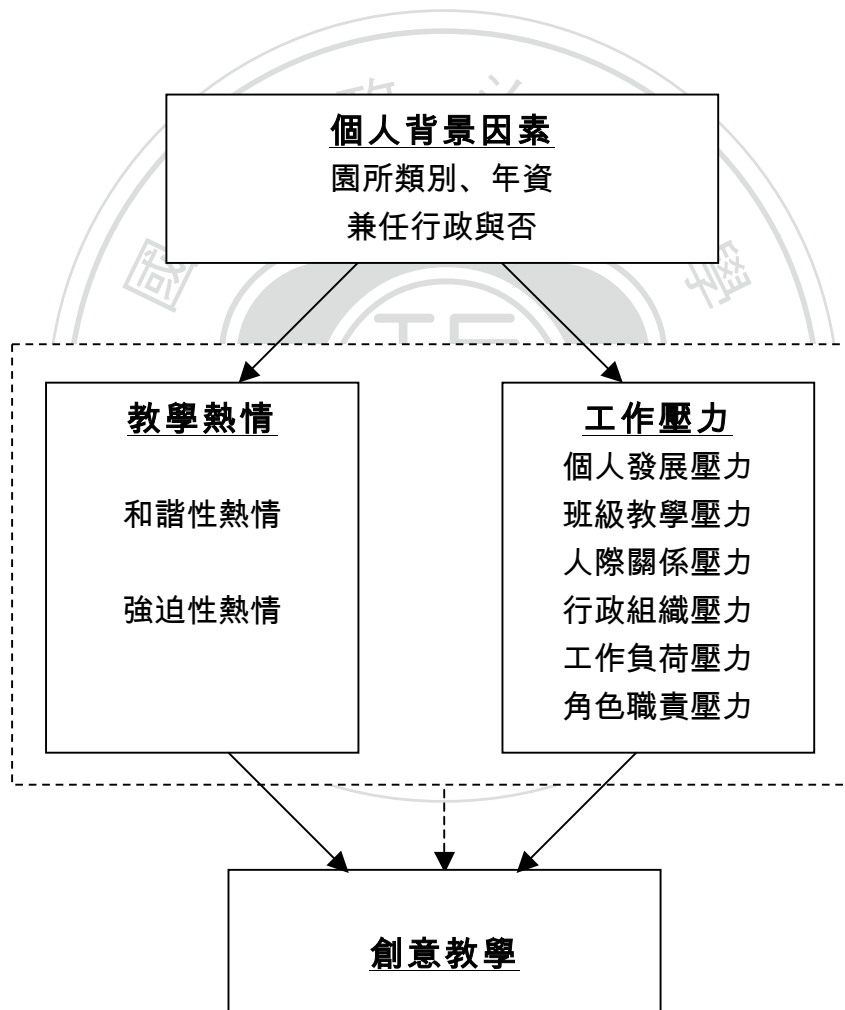 個人背景因素
園所類別、年資
兼任行政與否
教學熱情
和諧性熱情
強迫性熱情
工作壓力
個人發展壓力
班級教學壓力
人際關係壓力
行政組織壓力
工作負荷壓力
角色職責壓力
創意教學
國
學